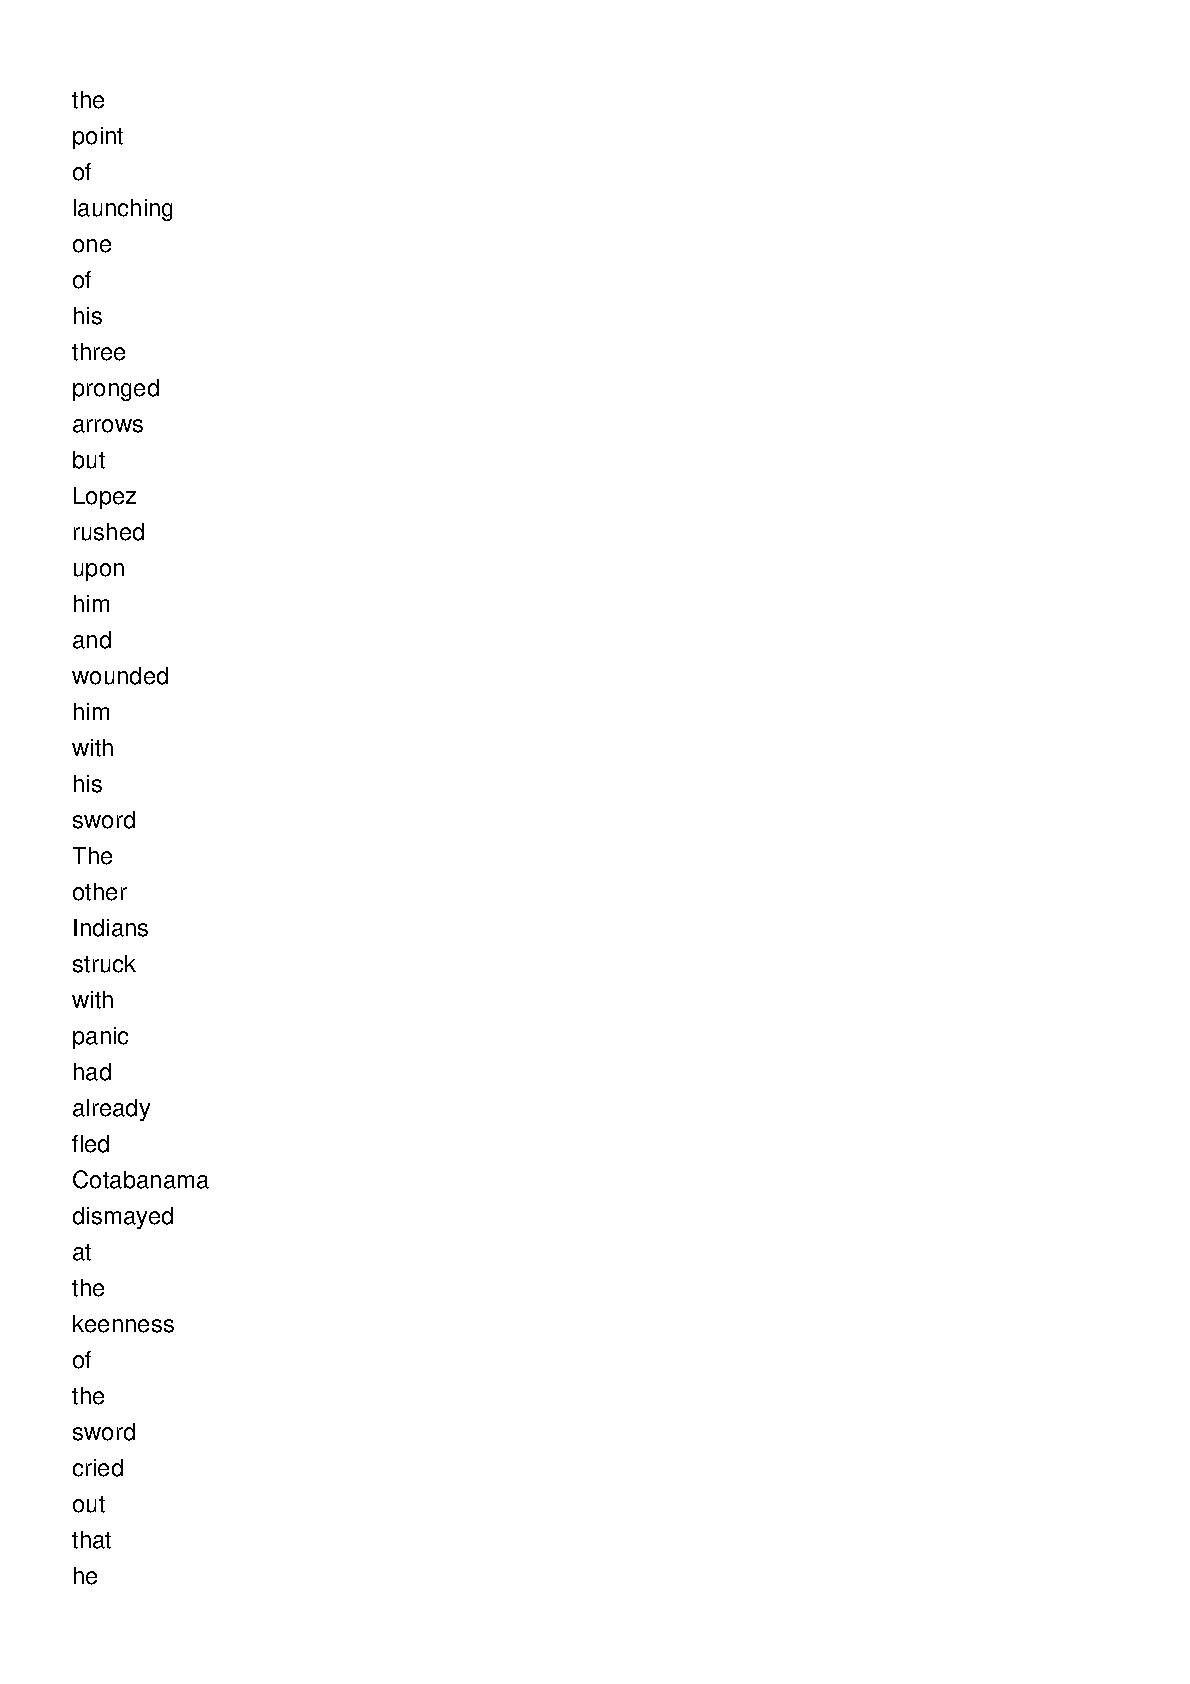 the
point
of
launching
one
of
his
three
pronged
arrows
but
Lopez
rushed
upon
him
and
wounded
him
with
his
sword
The
other
Indians
struck
with
panic
had
already
fled
Cotabanama
dismayed
at
the
keenness
of
the
sword
cried
out
that
he